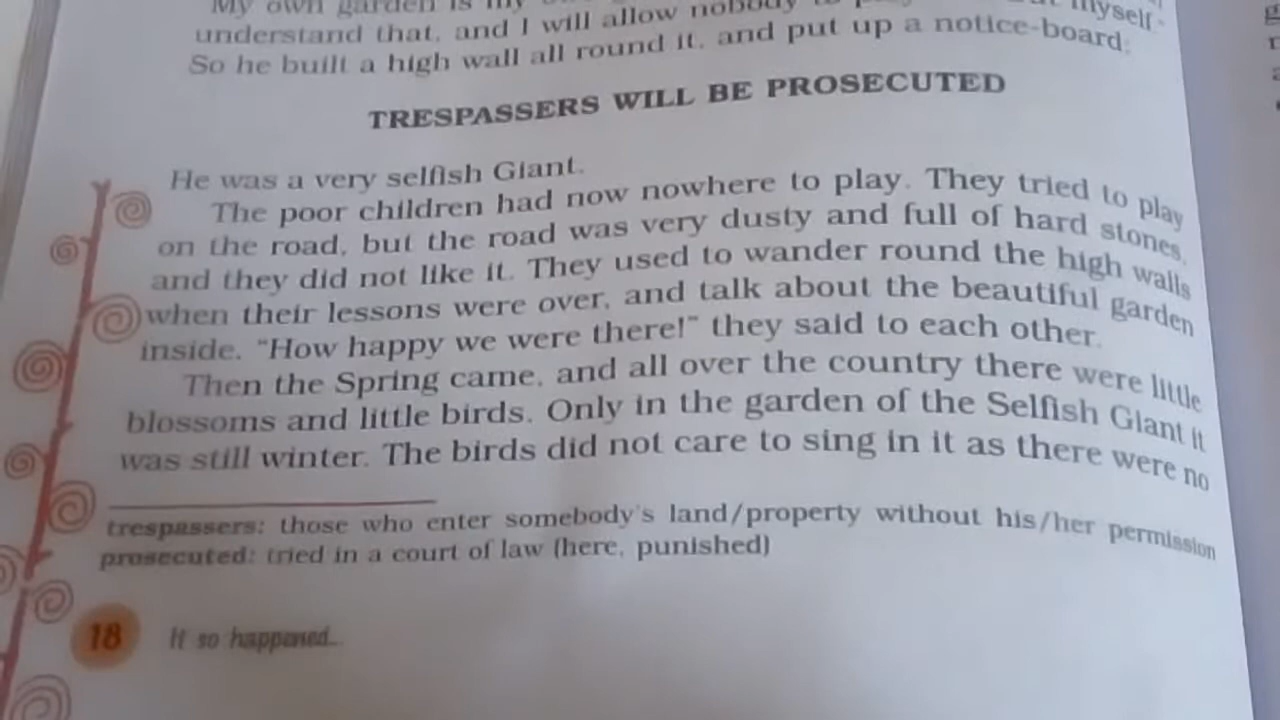 My own garden is my
understand that, and I will allow nobody to myself."
So he built a high wall all round it, and put up a notice-board:
TRESPASSERS WILL BE PROSECUTED
He was a very selfish Giant.
The poor children had now nowhere to play. They tried to play
on the road, but the road was very dusty and full of hard stones,
and they did not like it. They used to wander round the high walls
when their lessons were over, and talk about the beautiful garden
inside. “How happy we were there!” they said to each other.
Then the Spring came, and all over the country there were little
blossoms and little birds. Only in the garden of the Selfish Giant it
was still winter. The birds did not care to sing in it as there were no
trespassers: those who enter somebody's land/property without his/her permission
prosecuted: tried in a court of law (here, punished)
18 It so happened...